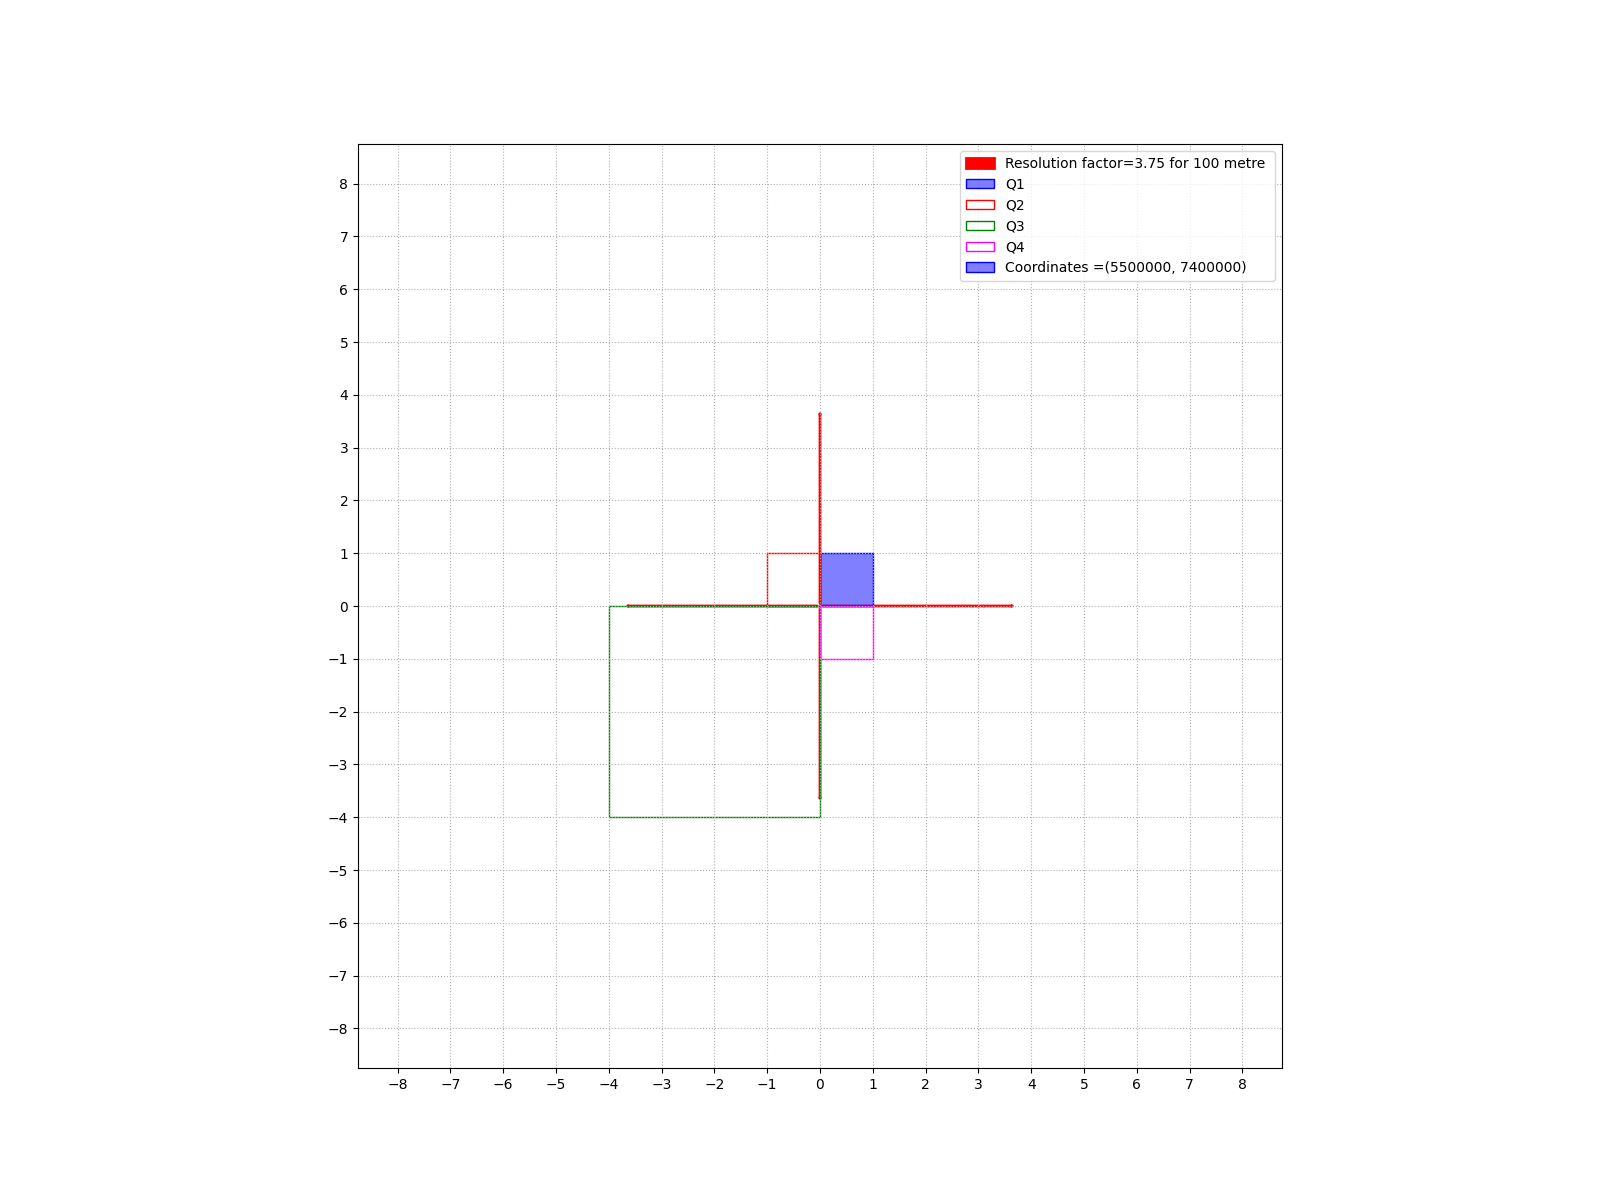 Resolution factor=3.75 for 100 metre
Q1
Q2
Q3
Q4
Coordinates =(5500000, 7400000)
8
7
6
5
4
3
2
1
0
−1
−2
−3
−4
−5
−6
−7
−8
−8 −7 −6 −5 −4 −3 −2 −1 0 1 2 3 4 5 6 7 8